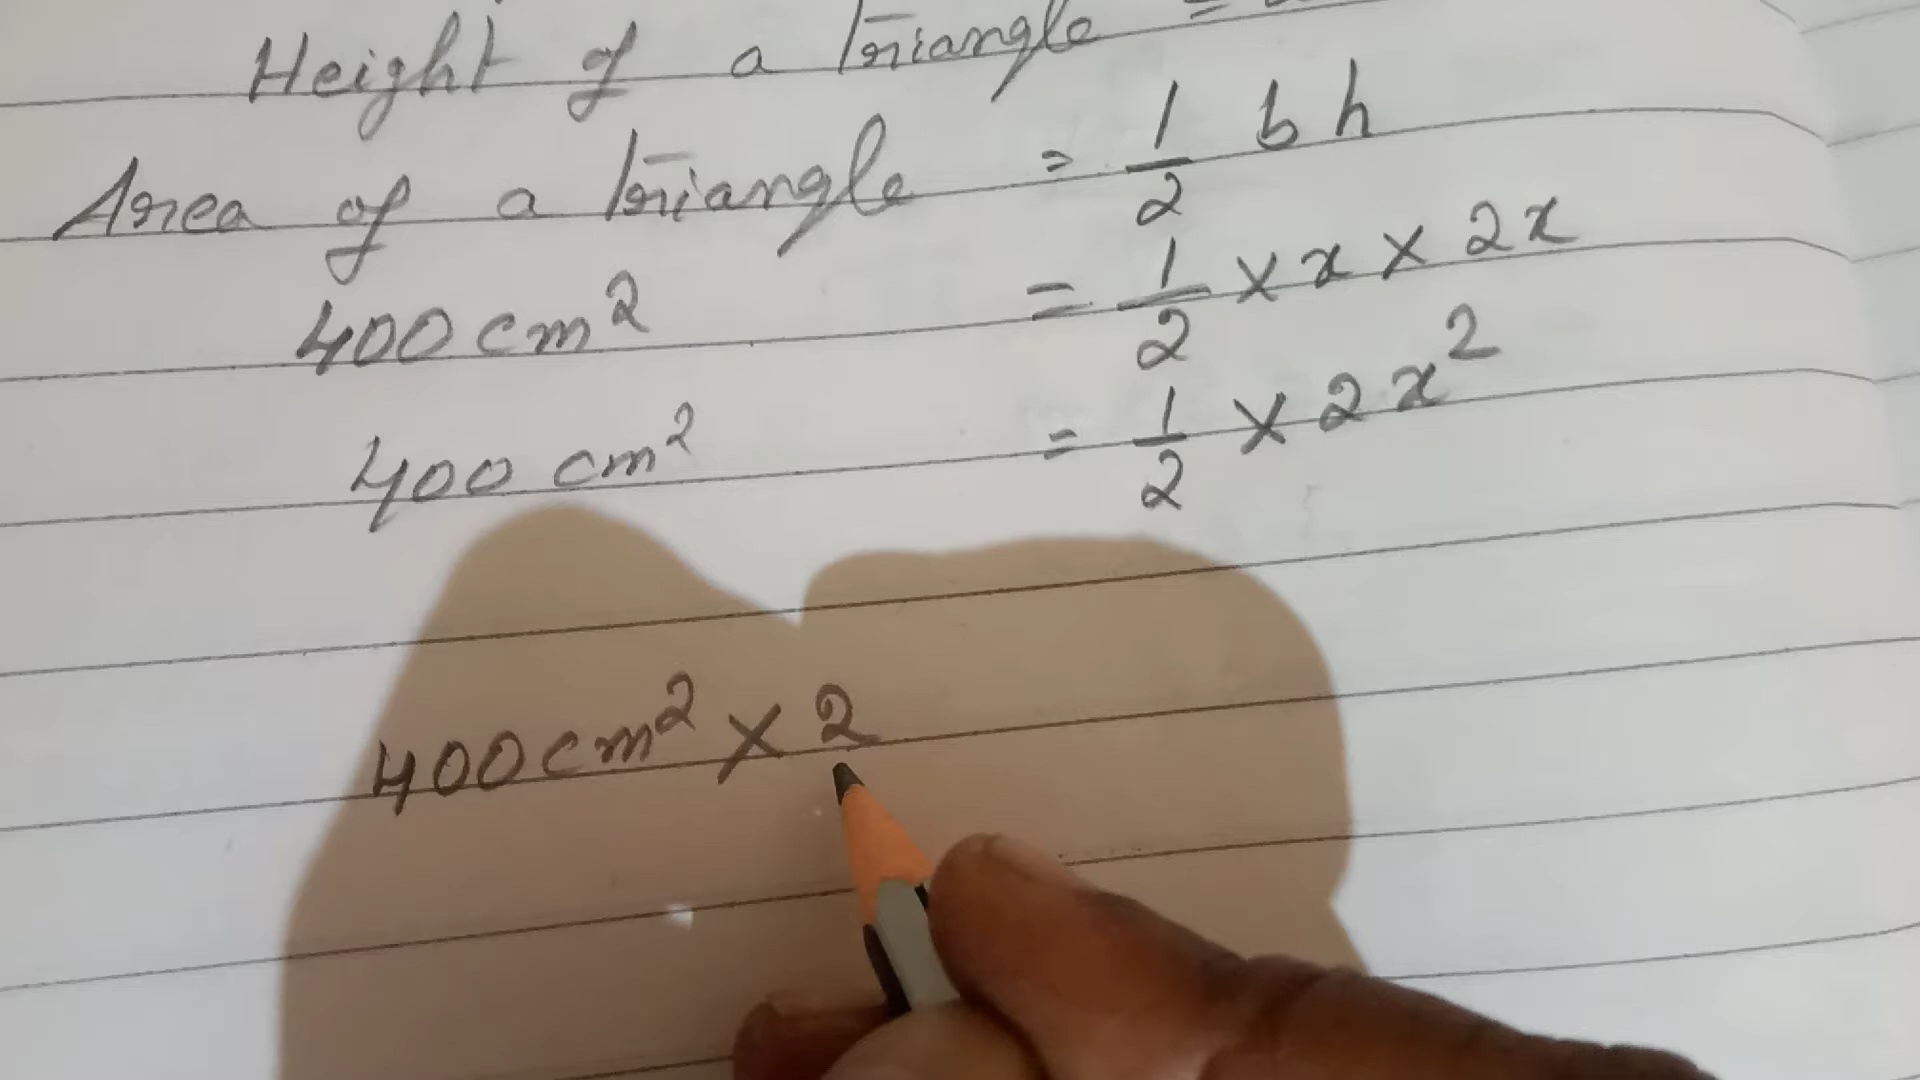 Height of a triangle =
Area of a triangle = 1/2 b h
400 cm² = 1/2 × x × 2x
400 cm² = 1/2 × 2x²
400 cm² × 2